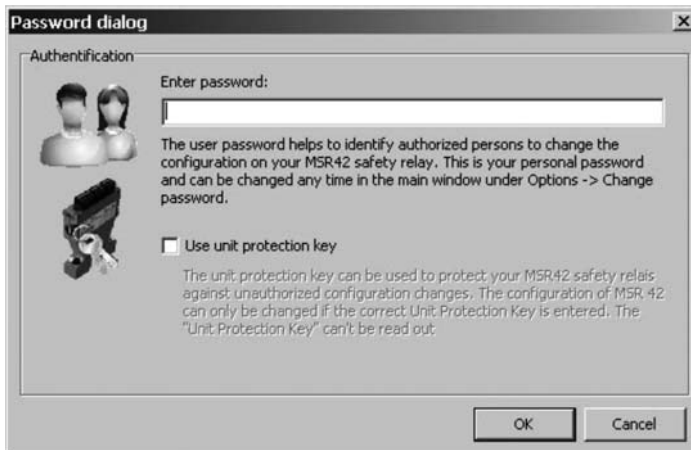 Password dialog
Authentification
Enter password:
The user password helps to identify authorized persons to change the
configuration on your MSR42 safety relay. This is your personal password
and can be changed any time in the main window under Options -> Change
password.
Use unit protection key
The unit protection key can be used to protect your MSR42 safety relais
against unauthorized configuration changes. The configuration of MSR 42
can only be changed if the correct Unit Protection Key is entered. The
"Unit Protection Key" can't be read out
OK
Cancel